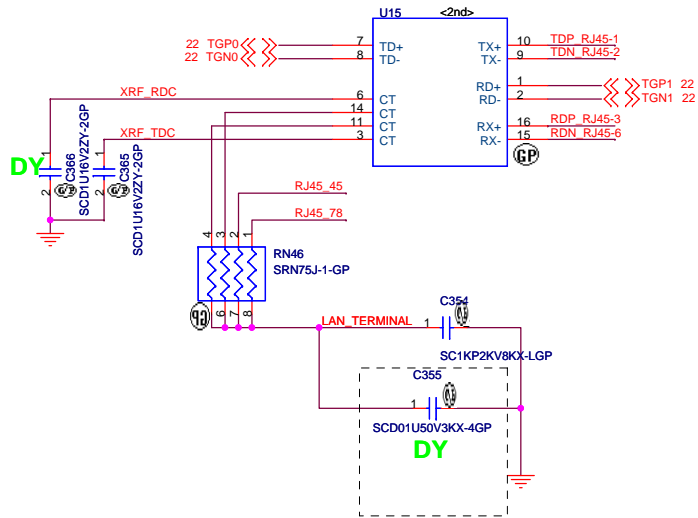 U15
<2nd>
22 TGP0
7
TD+
TX+
10
TDP_RJ45-1
22 TGN0
8
TD-
TX-
9
TDN_RJ45-2
RD+
1
TGP1 22
RD-
2
TGN1 22
XRF_RDC
6
CT
14
CT
11
CT
RX+
16
RDP_RJ45-3
XRF_TDC
3
CT
RX-
15
RDN_RJ45-6
GP
DY
1
2
C366
SCD1U16V2ZY-2GP
1
2
C365
SCD1U16V2ZY-2GP
RJ45_45
RJ45_78
4
3
2
1
RN46
SRN75J-1-GP
5
6
7
8
GP
LAN_TERMINAL
1
C354
SC1KP2KV8KX-LGP
C355
1
SCD01U50V3KX-4GP
DY